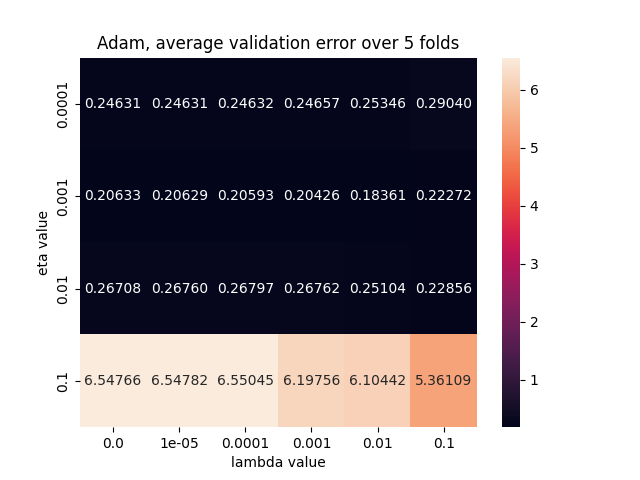 Adam, average validation error over 5 folds
eta value
0.0001 0.24631 0.24631 0.24632 0.24657 0.25346 0.29040
0.001 0.20633 0.20629 0.20593 0.20426 0.18361 0.22272
0.01 0.26708 0.26760 0.26797 0.26762 0.25104 0.22856
0.1 6.54766 6.54782 6.55045 6.19756 6.10442 5.36109
0.0 1e-05 0.0001 0.001 0.01 0.1
lambda value
6
5
4
3
2
1